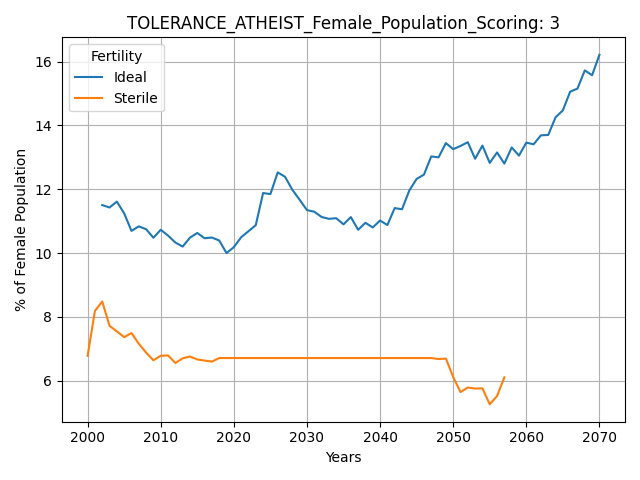 TOLERANCE_ATHEIST_Female_Population_Scoring: 3
Fertility
Ideal
Sterile
% of Female Population
16
14
12
10
8
6
2000 2010 2020 2030 2040 2050 2060 2070
Years